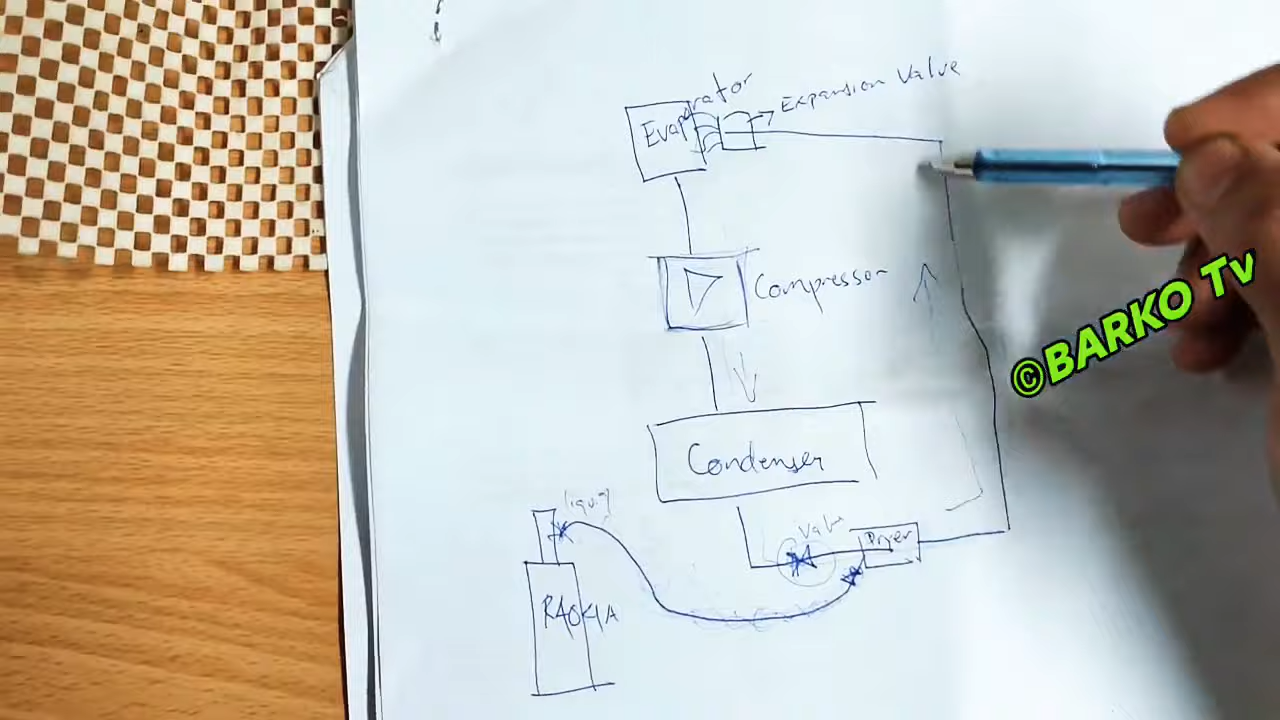 Evaporator
Expansion Valve
Compressor
Condenser
liquid
Valve
Dryer
R404A
©BARKO Tv